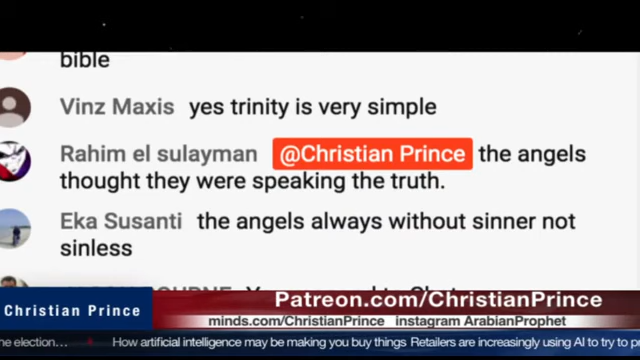 bible
Vinz Maxis yes trinity is very simple
Rahim el sulayman @Christian Prince the angels
thought they were speaking the truth.
Eka Susanti the angels always without sinner not
sinless
Christian Prince
Patreon.com/ChristianPrince
minds.com/ChristianPrince instagram ArabianProphet
the election... How artificial intelligence may be making you buy things Retailers are increasingly using AI to try to p